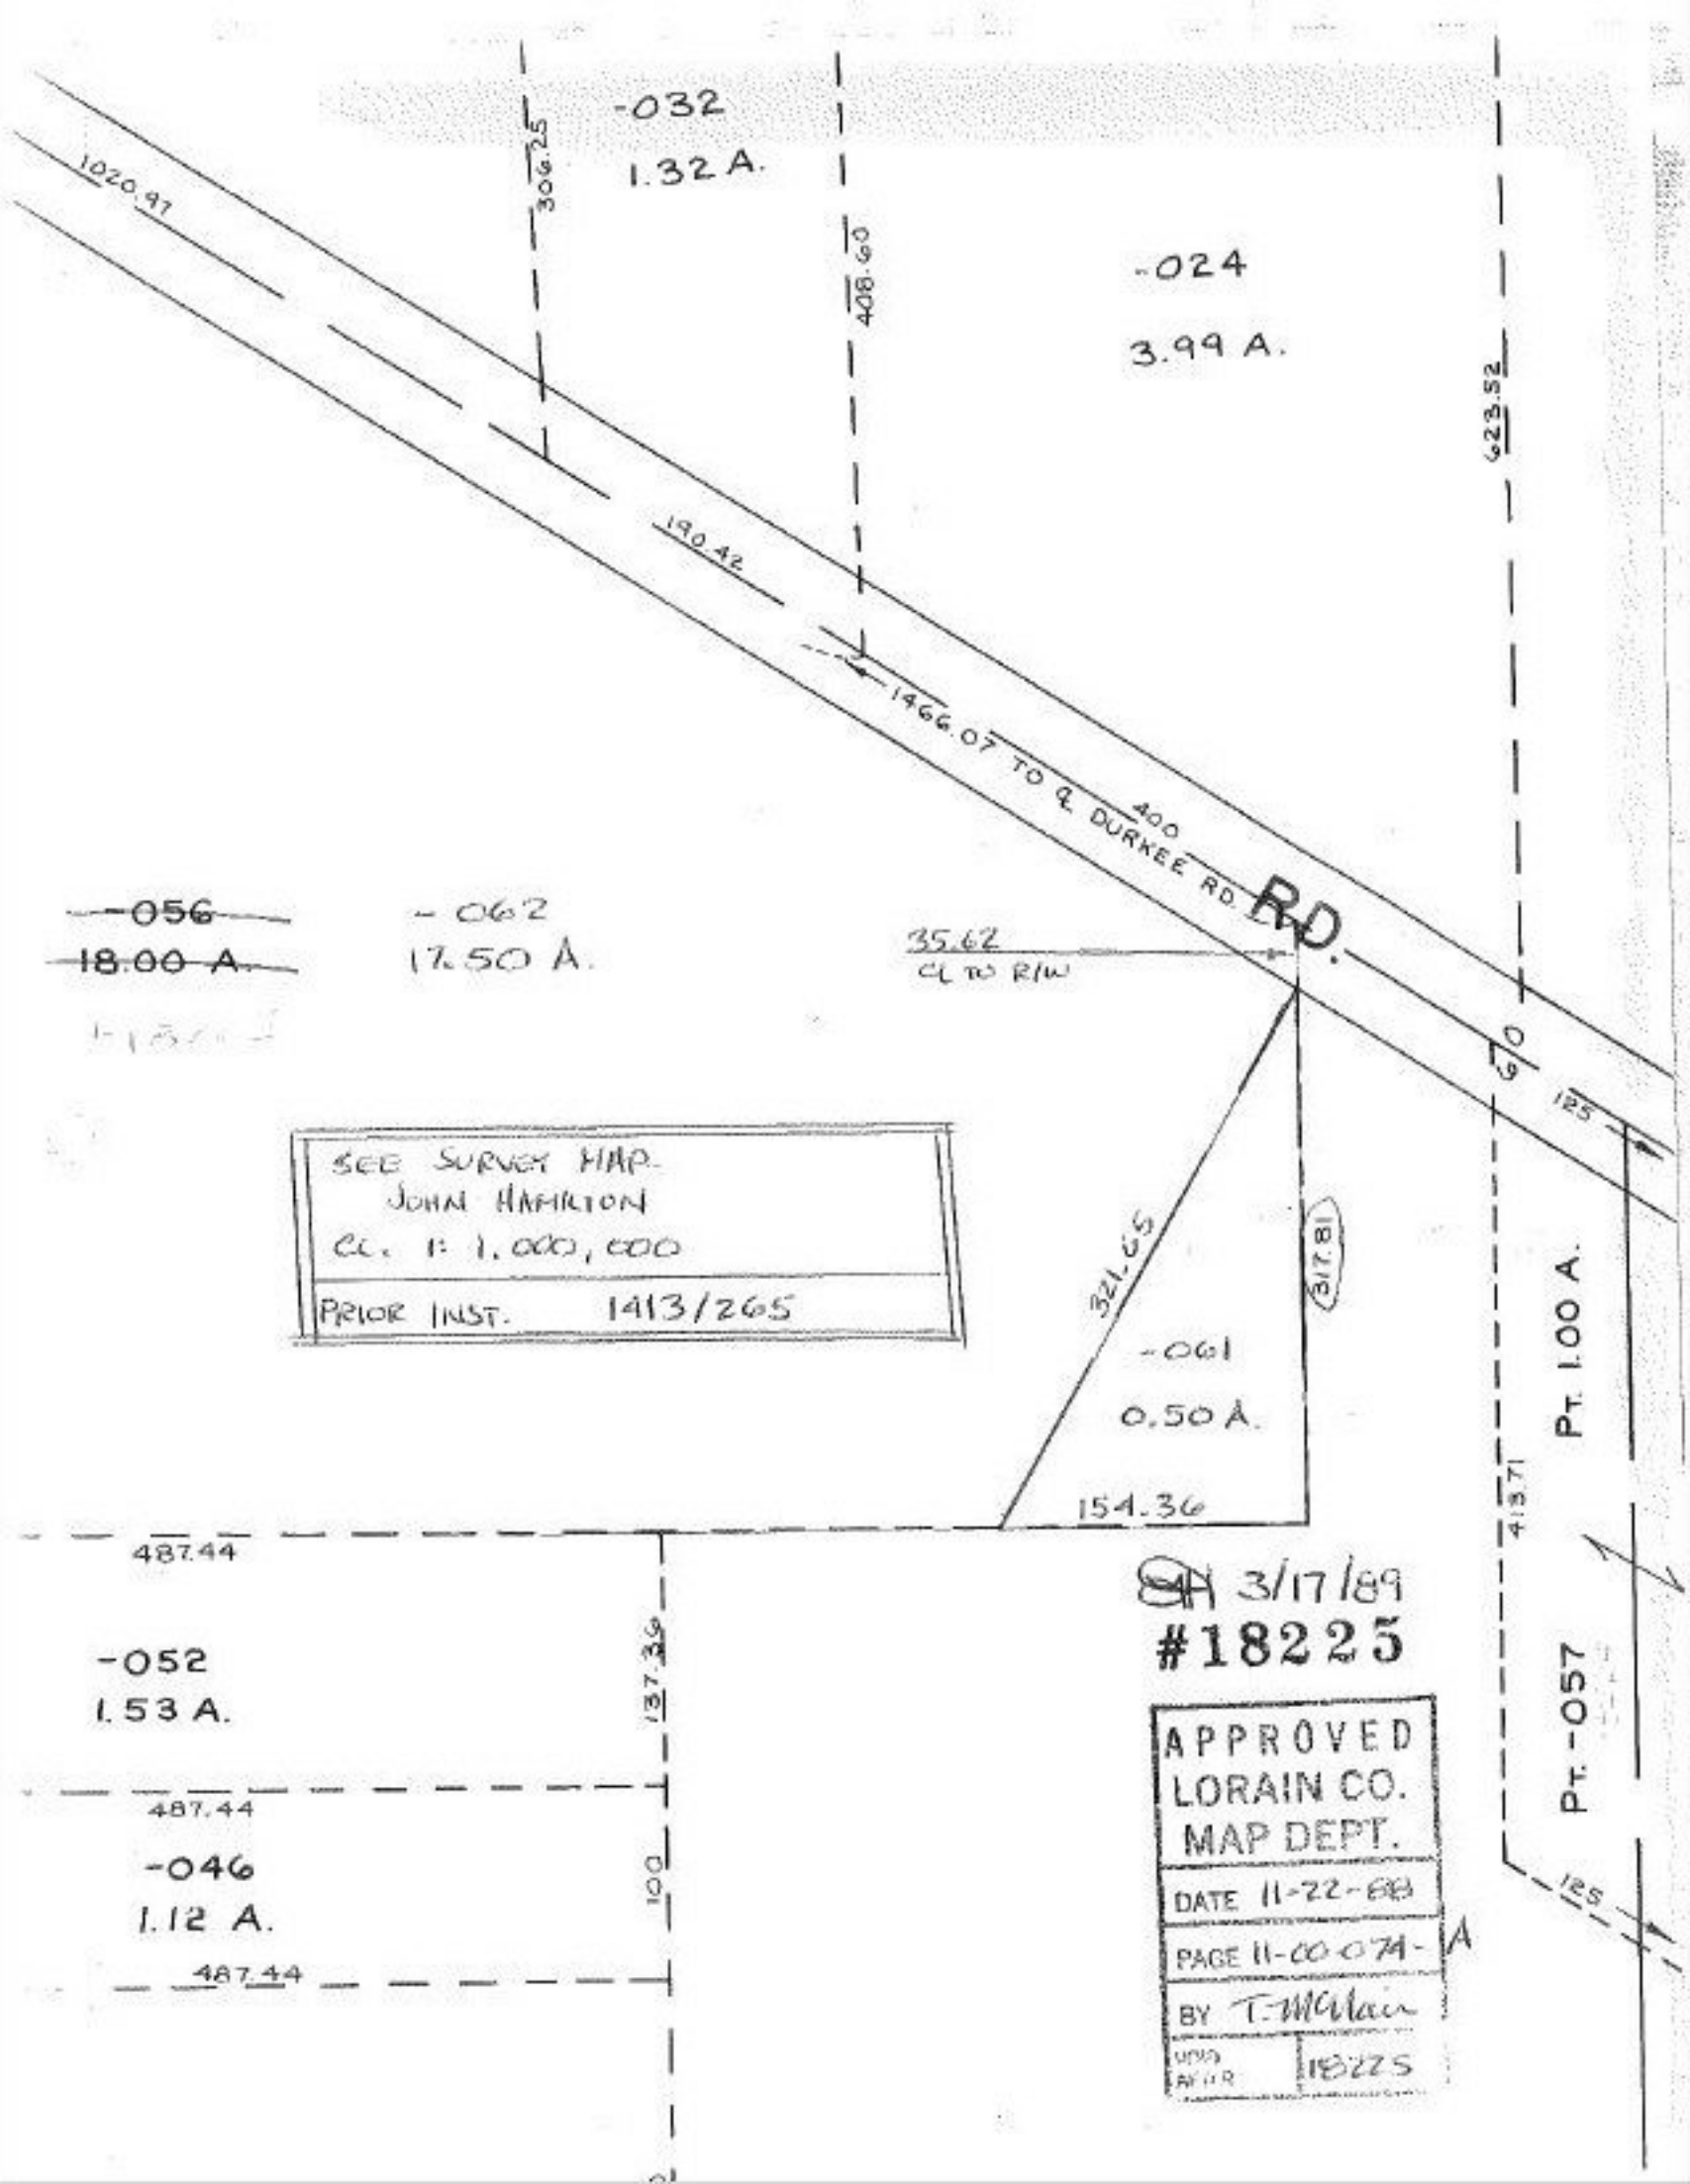 -032
1.32 A.
306.25
1020.97
408.60
-024
3.99 A.
623.52
190.42
1466.07 TO ℄ DURKEE RD.
400
RD.
-056
18.00 A.
-062
17.50 A.
35.62
CL TO R/W
60
125
SEE SURVEY MAP
JOHN HAMILTON
CL. 1: 1,000,000
PRIOR INST. 1413/265
321.65
317.81
-061
0.50 A.
154.36
PT. 1.00 A.
413.71
487.44
3/17/89
#18225
-052
1.53 A.
137.36
PT. -057
487.44
-046
1.12 A.
100
125
487.44
APPROVED
LORAIN CO.
MAP DEPT.
DATE 11-22-88
PAGE 11-00-074-A
BY
18225